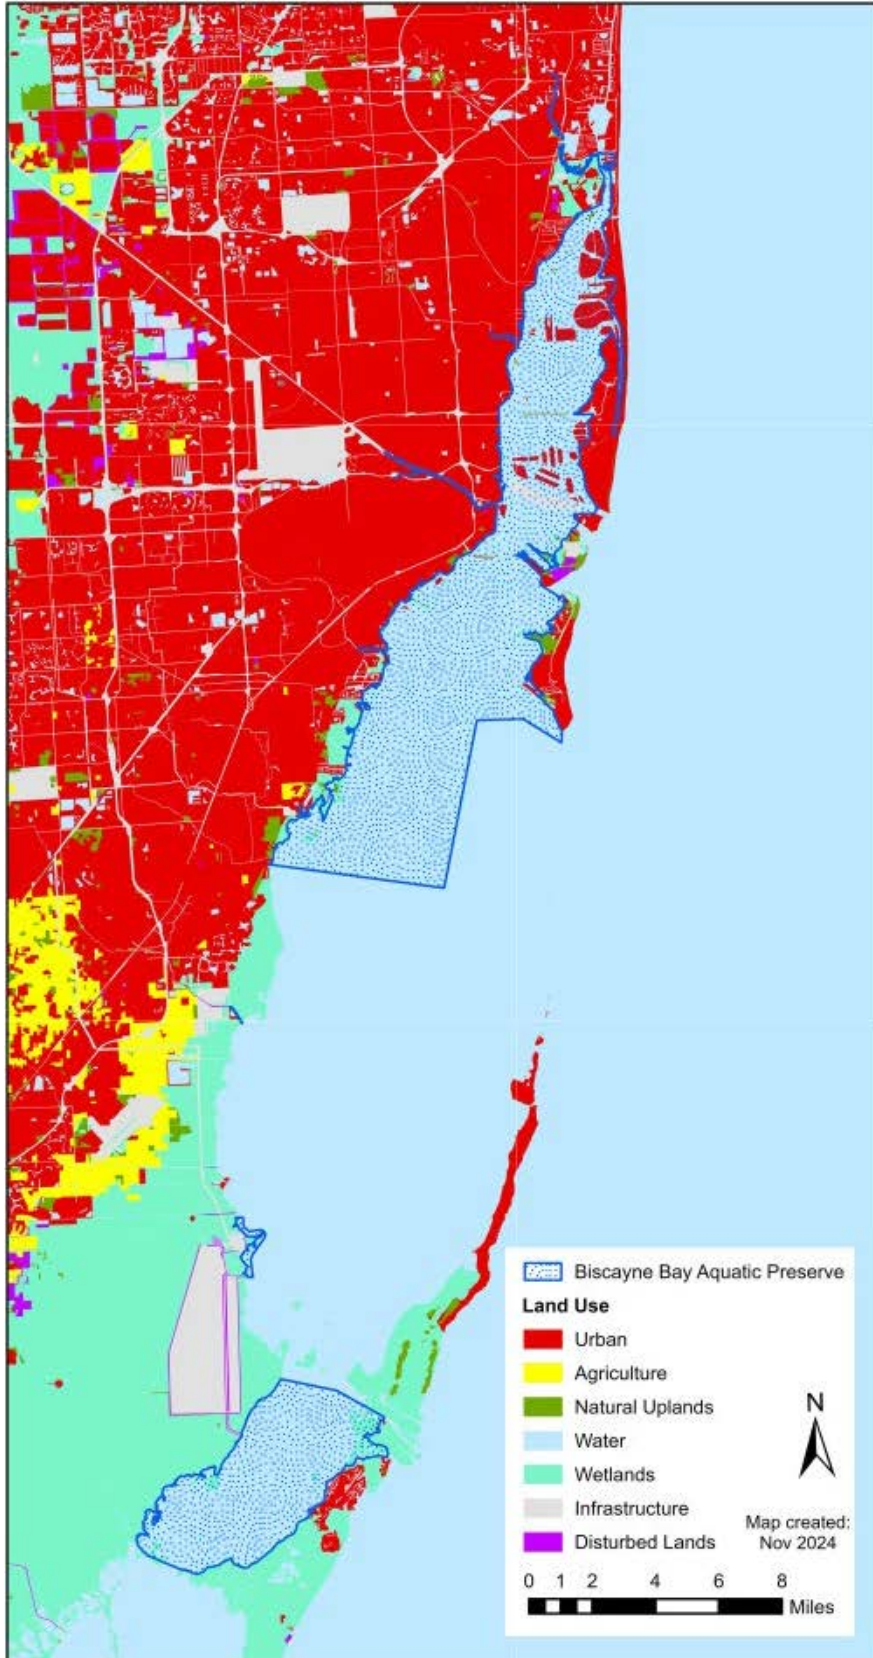 Biscayne Bay Aquatic Preserve
Land Use
Urban
Agriculture
Natural Uplands
Water
Wetlands
Infrastructure
Disturbed Lands
N
Map created:
Nov 2024
0 1 2 4 6 8
Miles